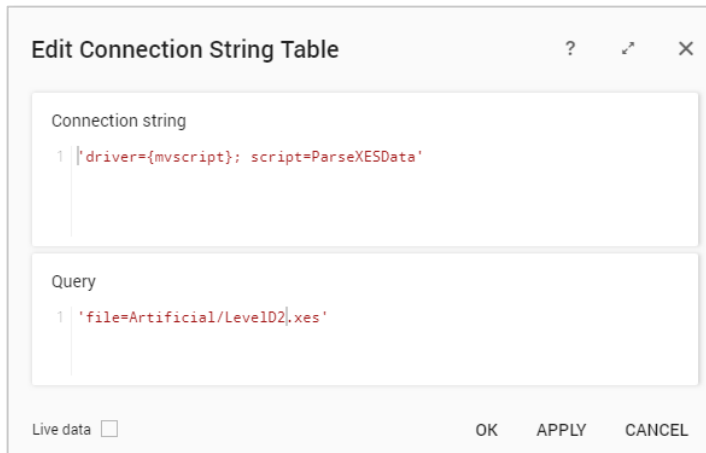 Edit Connection String Table ?
Connection string
1 'driver={mvscript}; script=ParseXESData'
Query
1 'file=Artificial/LevelD2.xes'
Live data OK APPLY CANCEL